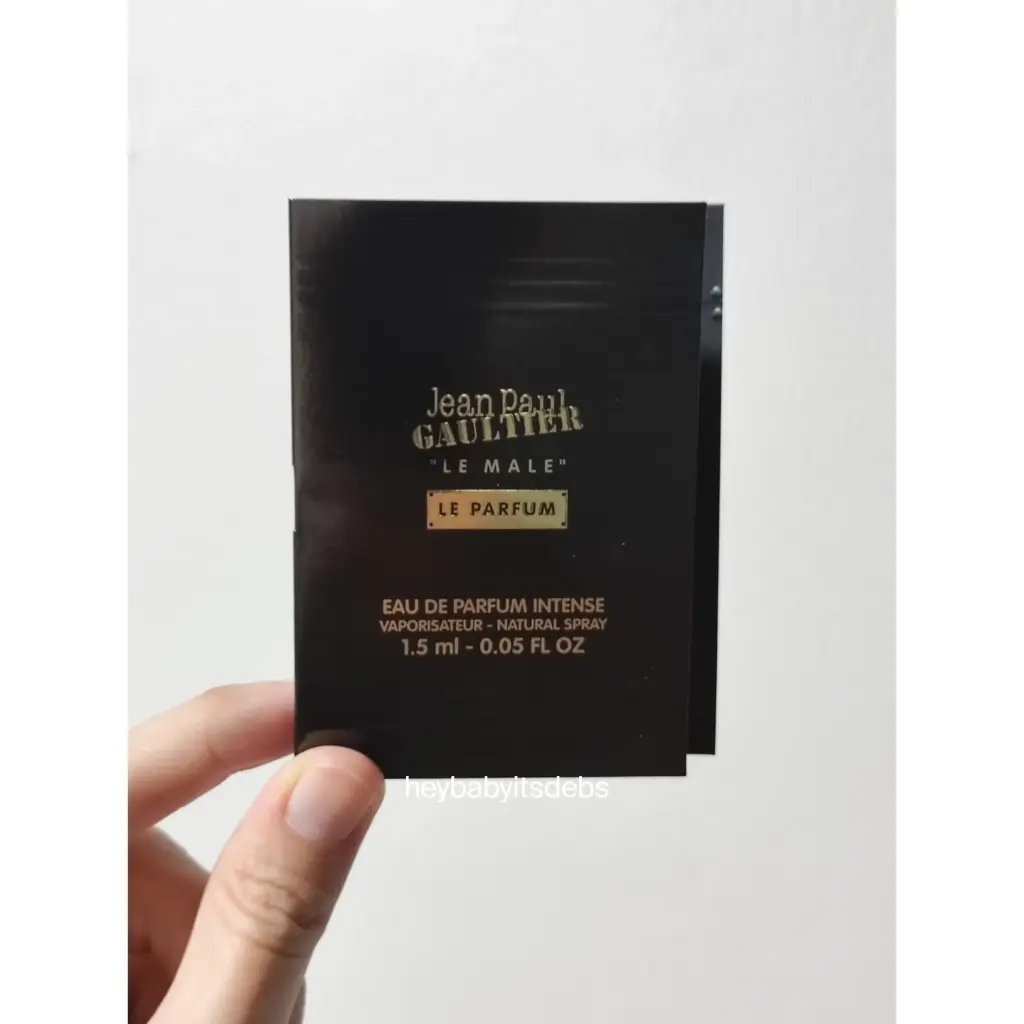 Jean Paul
GAULTIER
"LE MALE"
LE PARFUM
EAU DE PARFUM INTENSE
VAPORISATEUR - NATURAL SPRAY
1.5 ml - 0.05 FL OZ
heybabyitsdebs